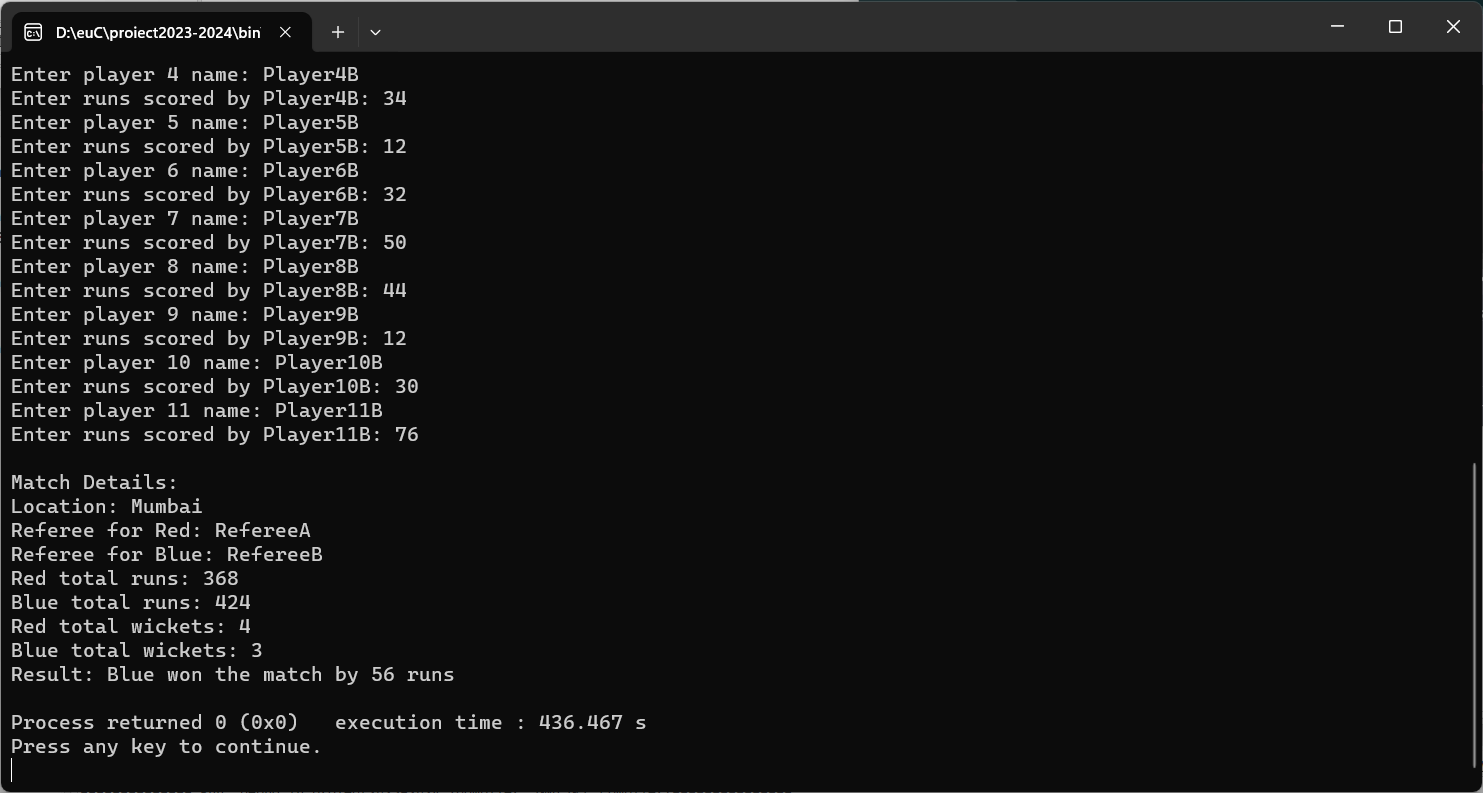 D:\euC\proiect2023-2024\bin
Enter player 4 name: Player4B
Enter runs scored by Player4B: 34
Enter player 5 name: Player5B
Enter runs scored by Player5B: 12
Enter player 6 name: Player6B
Enter runs scored by Player6B: 32
Enter player 7 name: Player7B
Enter runs scored by Player7B: 50
Enter player 8 name: Player8B
Enter runs scored by Player8B: 44
Enter player 9 name: Player9B
Enter runs scored by Player9B: 12
Enter player 10 name: Player10B
Enter runs scored by Player10B: 30
Enter player 11 name: Player11B
Enter runs scored by Player11B: 76
Match Details:
Location: Mumbai
Referee for Red: RefereeA
Referee for Blue: RefereeB
Red total runs: 368
Blue total runs: 424
Red total wickets: 4
Blue total wickets: 3
Result: Blue won the match by 56 runs
Process returned 0 (0x0)   execution time : 436.467 s
Press any key to continue.